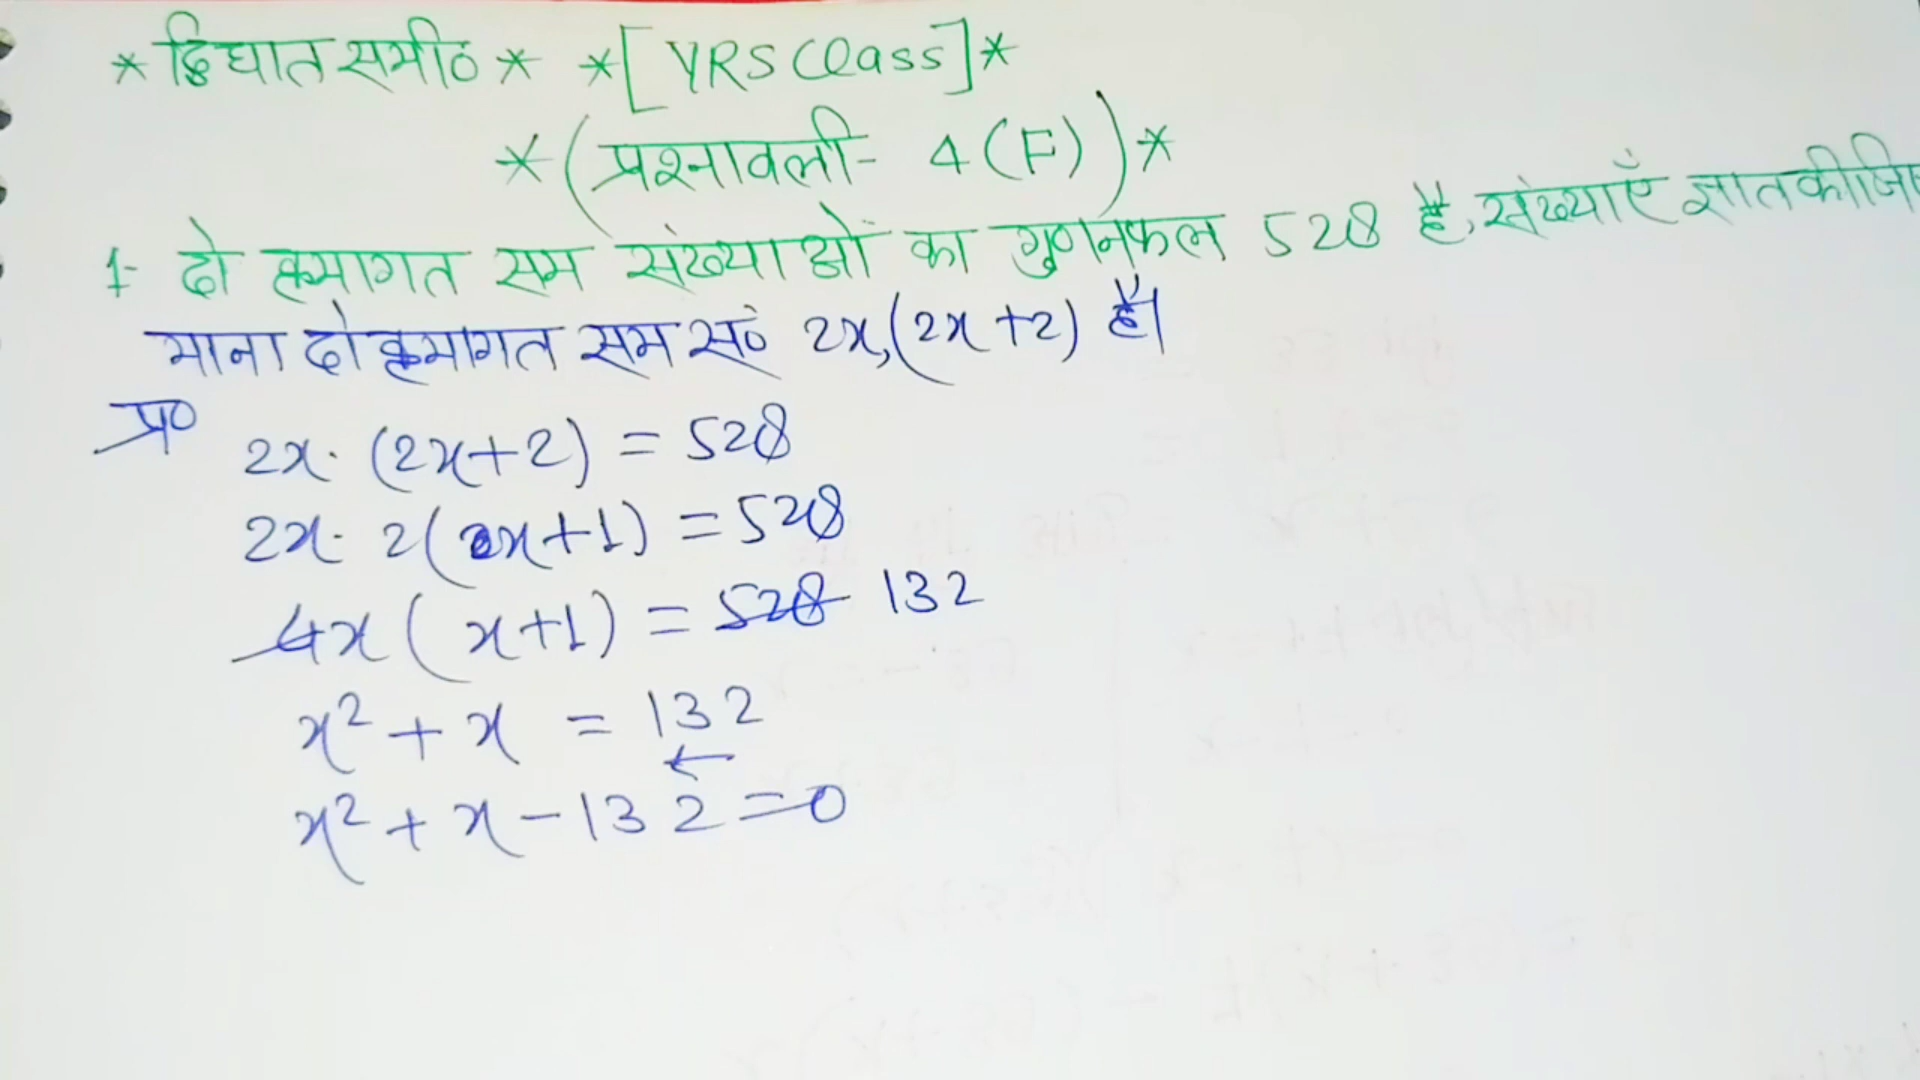 * द्विघात समी० * *[YRS Class]*
*(प्रश्नावली- 4(F))*
1- दो क्रमागत सम संख्याओं का गुणनफल 528 है, संख्याएँ ज्ञात कीजि
माना दो क्रमागत सम सं० 2x,(2x+2) हैं।
प्र०
2x. (2x+2) = 528
2x. 2(x+1) = 528
4x(x+1) = 528 132
x² + x = 132
←
x² + x - 132 = 0